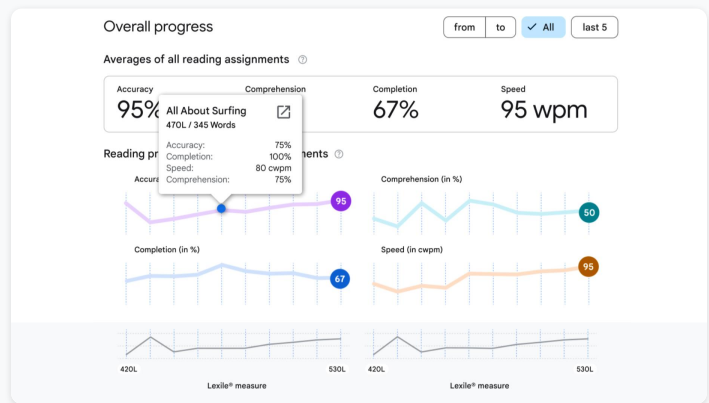 Overall progress
from to ✓ All last 5
Averages of all reading assignments
Accuracy Comprehension Completion Speed
95% 67% 95 wpm
All About Surfing
470L / 345 Words
Accuracy: 75%
Completion: 100%
Speed: 80 cwpm
Comprehension: 75%
Reading pr ents
Accura Comprehension (in %)
95 50
Completion (in %) Speed (in cwpm)
67 95
420L 530L 420L 530L
Lexile® measure Lexile® measure